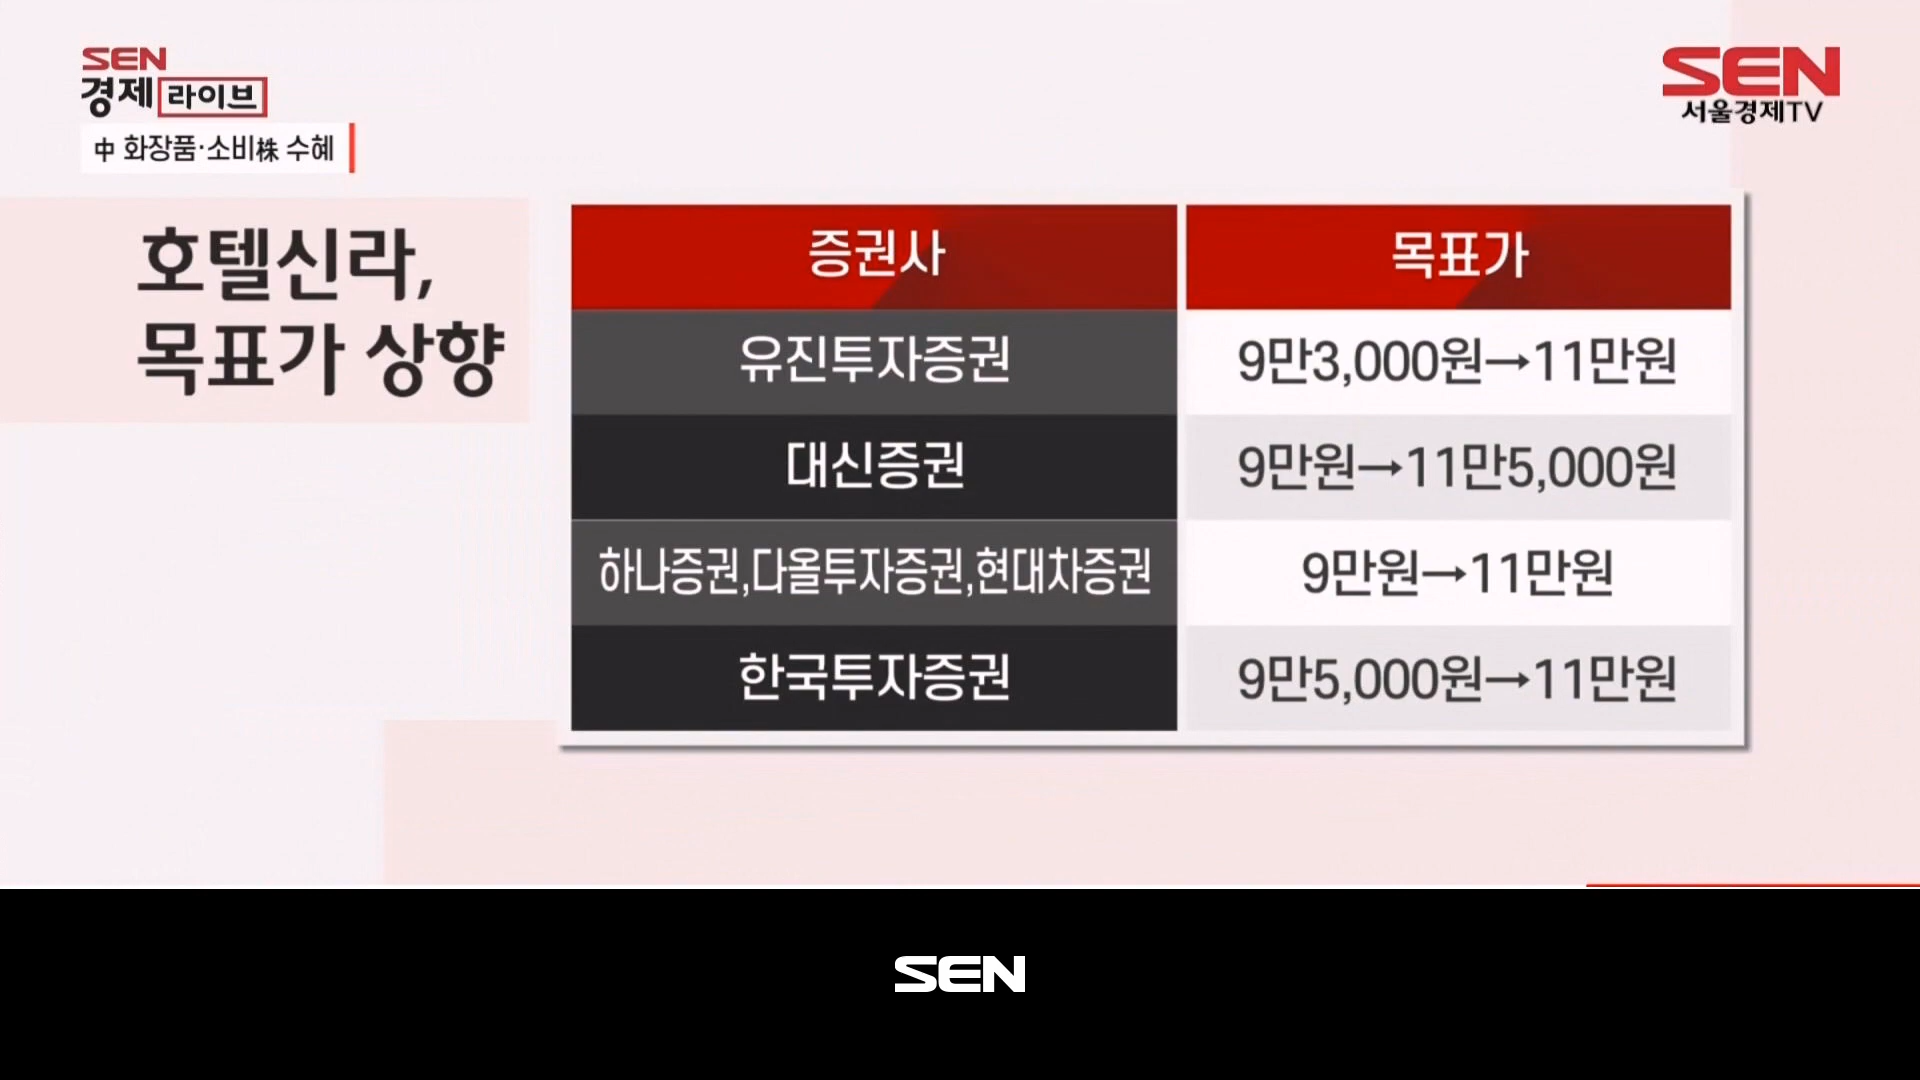 SEN
경제 라이브
中 화장품·소비株 수혜
SEN
서울경제TV
호텔신라,
목표가 상향
증권사 목표가
유진투자증권 9만3,000원→11만원
대신증권 9만원→11만5,000원
하나증권,다올투자증권,현대차증권 9만원→11만원
한국투자증권 9만5,000원→11만원
SEN